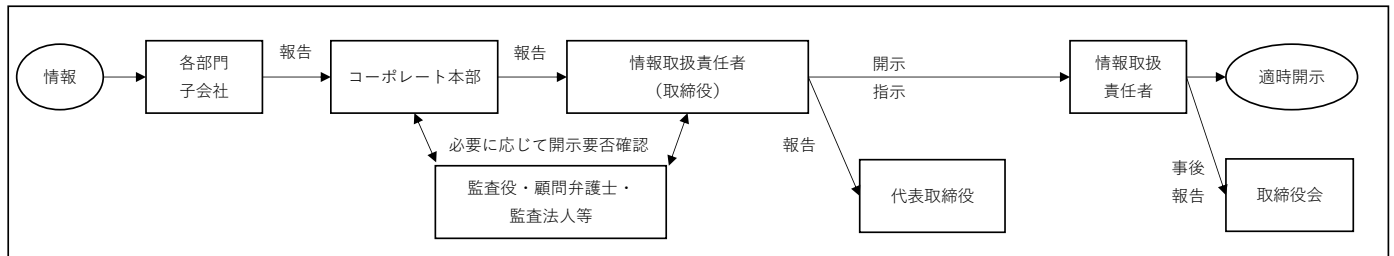 情報
各部門
子会社
報告
コーポレート本部
報告
情報取扱責任者
（取締役）
開示
指示
情報取扱
責任者
適時開示
必要に応じて開示要否確認
監査役・顧問弁護士・
監査法人等
報告
代表取締役
事後
報告
取締役会